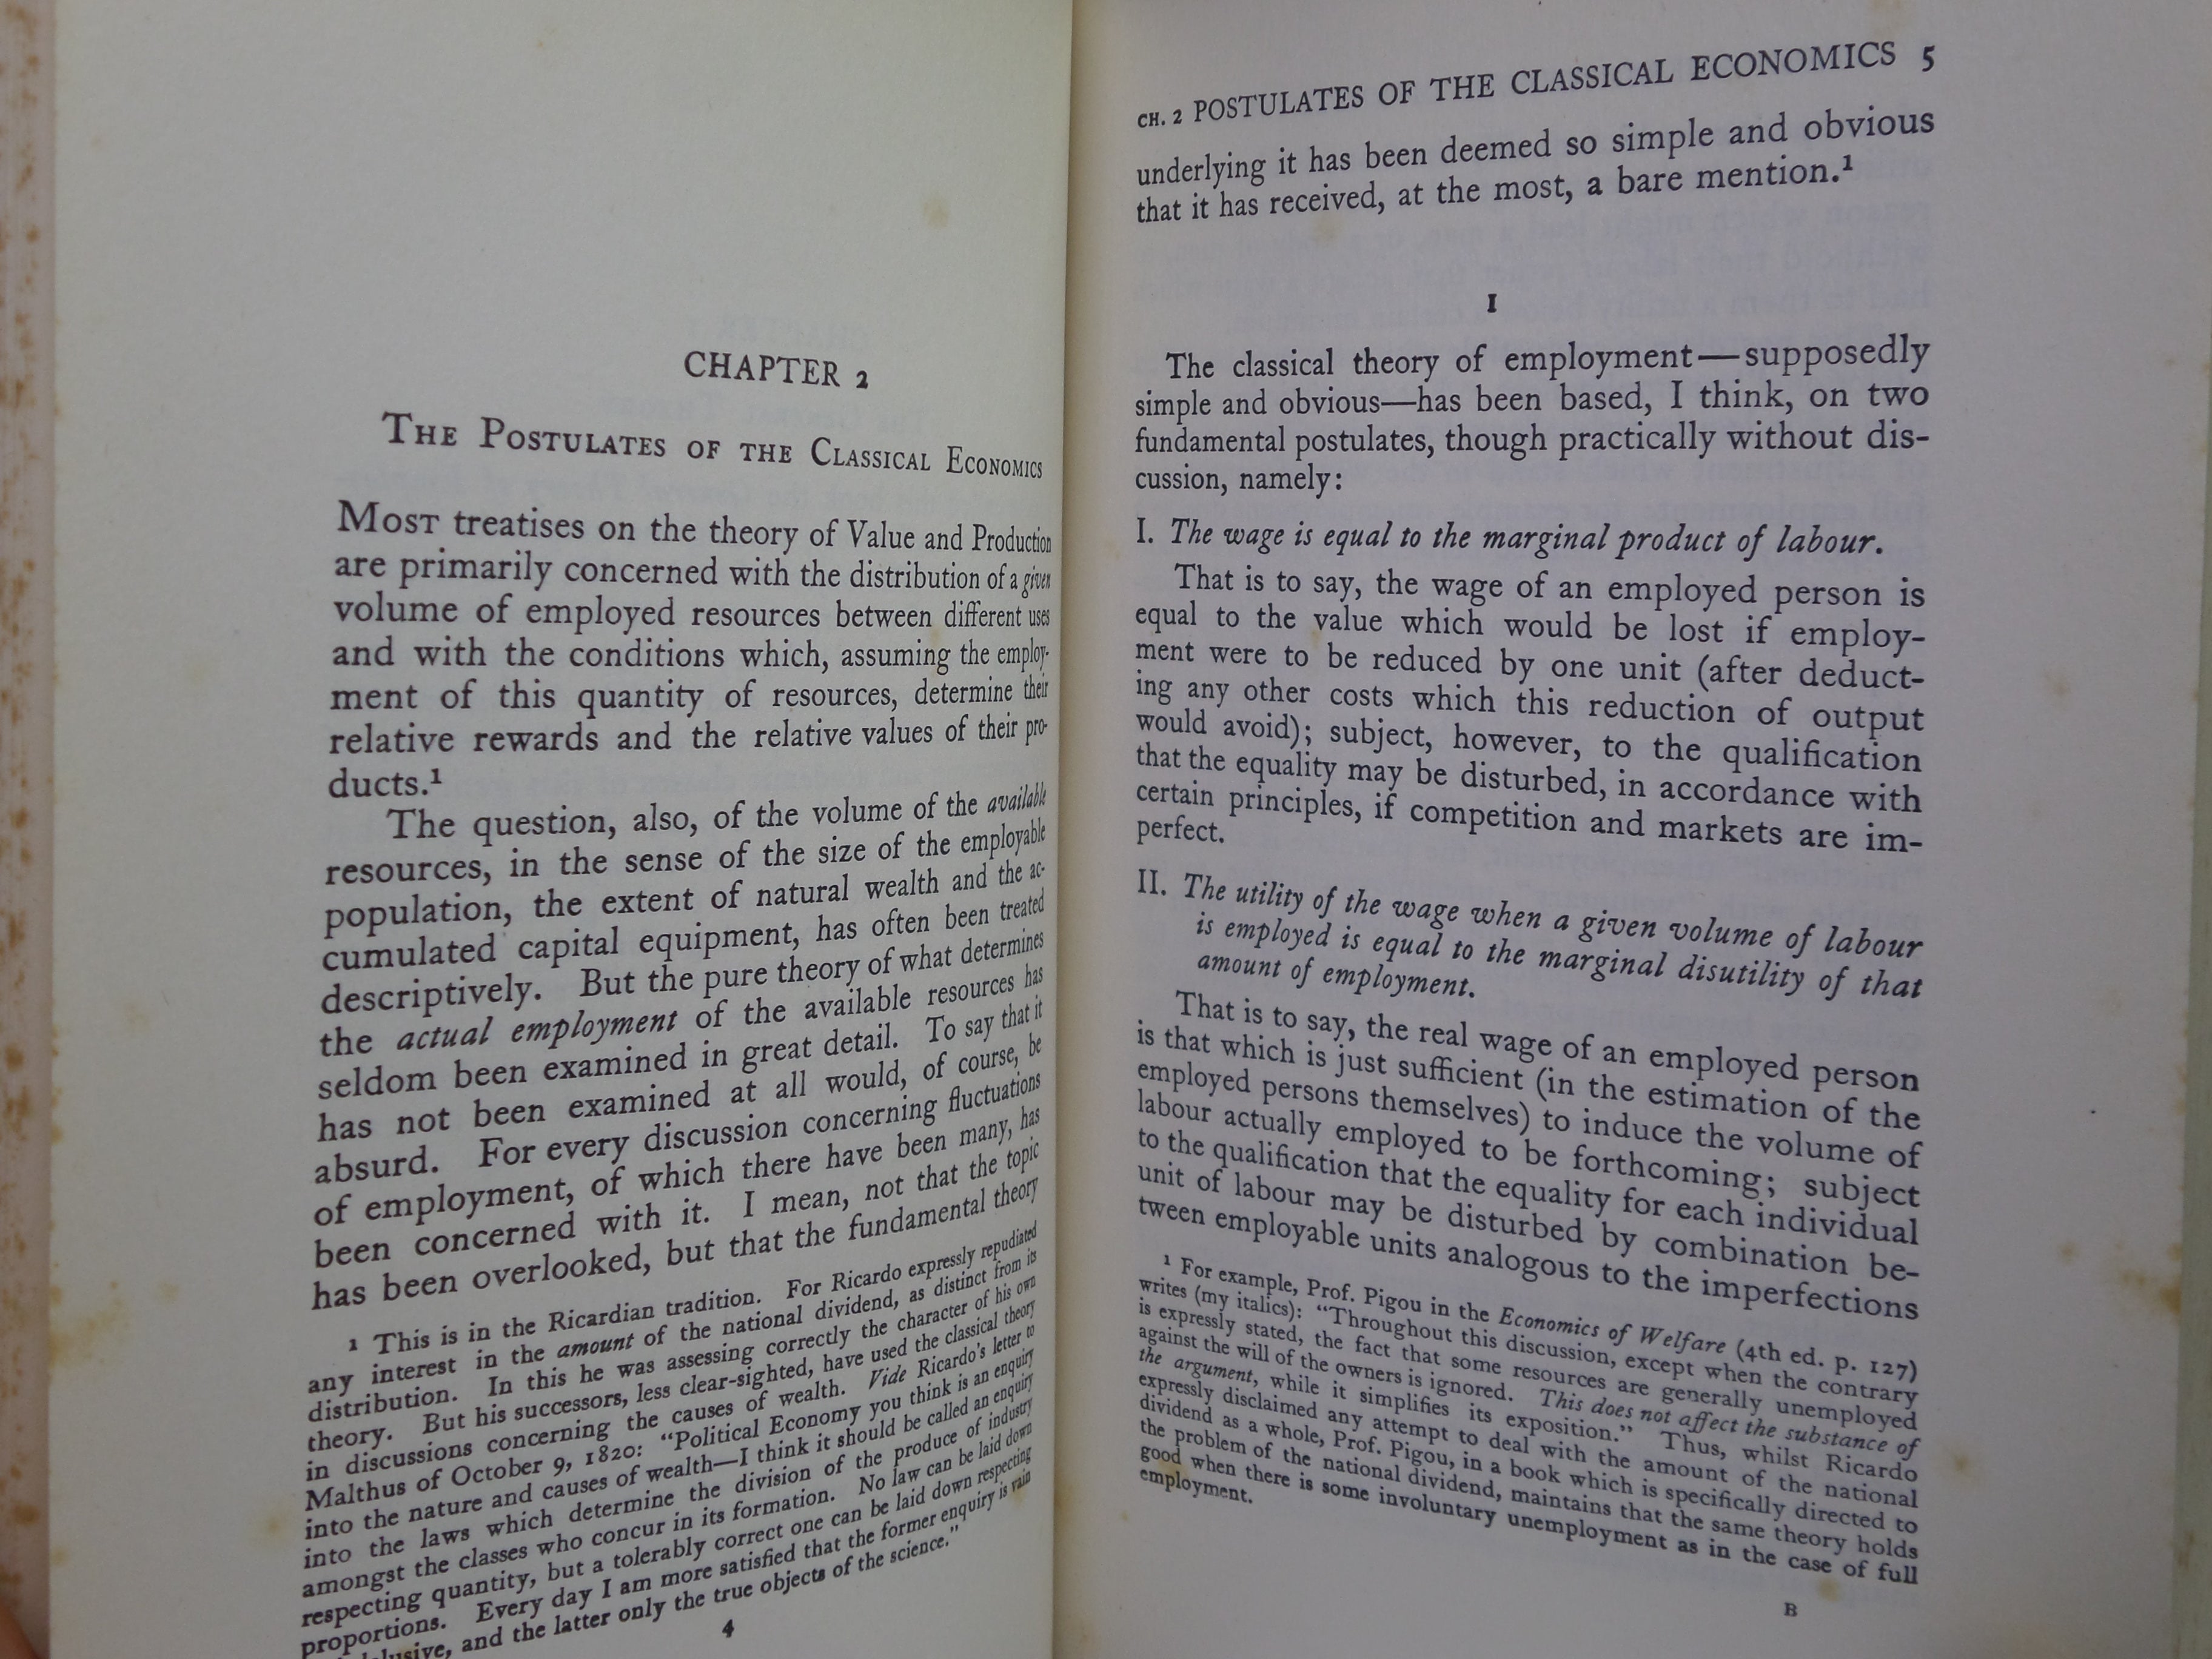 CHAPTER 2
THE POSTULATES OF THE CLASSICAL ECONOMICS
MOST treatises on the theory of Value and Production
are primarily concerned with the distribution of a given
volume of employed resources between different uses
and with the conditions which, assuming the employ-
ment of this quantity of resources, determine their
relative rewards and the relative values of their pro-
ducts.¹
The question, also, of the volume of the available
resources, in the sense of the size of the employable
population, the extent of natural wealth and the ac-
cumulated capital equipment, has often been treated
descriptively. But the pure theory of what determines
the actual employment of the available resources has
seldom been examined in great detail. To say that it
has not been examined at all would, of course, be
absurd. For every discussion concerning fluctuations
of employment, of which there have been many, has
been concerned with it. I mean, not that the topic
has been overlooked, but that the fundamental theory
¹ This is in the Ricardian tradition. For Ricardo expressly repudiated
any interest in the amount of the national dividend, as distinct from its
distribution. In this he was assessing correctly the character of his own
theory. But his successors, less clear-sighted, have used the classical theory
in discussions concerning the causes of wealth. Vide Ricardo's letter to
Malthus of October 9, 1820: "Political Economy you think is an enquiry
into the nature and causes of wealth—I think it should be called an enquiry
into the laws which determine the division of the produce of industry
amongst the classes who concur in its formation. No law can be laid down
respecting quantity, but a tolerably correct one can be laid down respecting
proportions. Every day I am more satisfied that the former enquiry is vain
and the latter only the true objects of the science."
4
CH. 2 POSTULATES OF THE CLASSICAL ECONOMICS 5
underlying it has been deemed so simple and obvious
that it has received, at the most, a bare mention.¹
I
The classical theory of employment—supposedly
simple and obvious—has been based, I think, on two
fundamental postulates, though practically without dis-
cussion, namely:
I. The wage is equal to the marginal product of labour.
That is to say, the wage of an employed person is
equal to the value which would be lost if employ-
ment were to be reduced by one unit (after deduct-
ing any other costs which this reduction of output
would avoid); subject, however, to the qualification
that the equality may be disturbed, in accordance with
certain principles, if competition and markets are im-
perfect.
II. The utility of the wage when a given volume of labour
is employed is equal to the marginal disutility of that
amount of employment.
That is to say, the real wage of an employed person
is that which is just sufficient (in the estimation of the
employed persons themselves) to induce the volume of
labour actually employed to be forthcoming; subject
to the qualification that the equality for each individual
unit of labour may be disturbed by combination be-
tween employable units analogous to the imperfections
¹ For example, Prof. Pigou in the Economics of Welfare (4th ed. p. 127)
writes (my italics): "Throughout this discussion, except when the contrary
is expressly stated, the fact that some resources are generally unemployed
against the will of the owners is ignored. This does not affect the substance of
the argument, while it simplifies its exposition." Thus, whilst Ricardo
expressly disclaimed any attempt to deal with the amount of the national
dividend as a whole, Prof. Pigou, in a book which is specifically directed to
the problem of the national dividend, maintains that the same theory holds
good when there is some involuntary unemployment as in the case of full
employment.
B